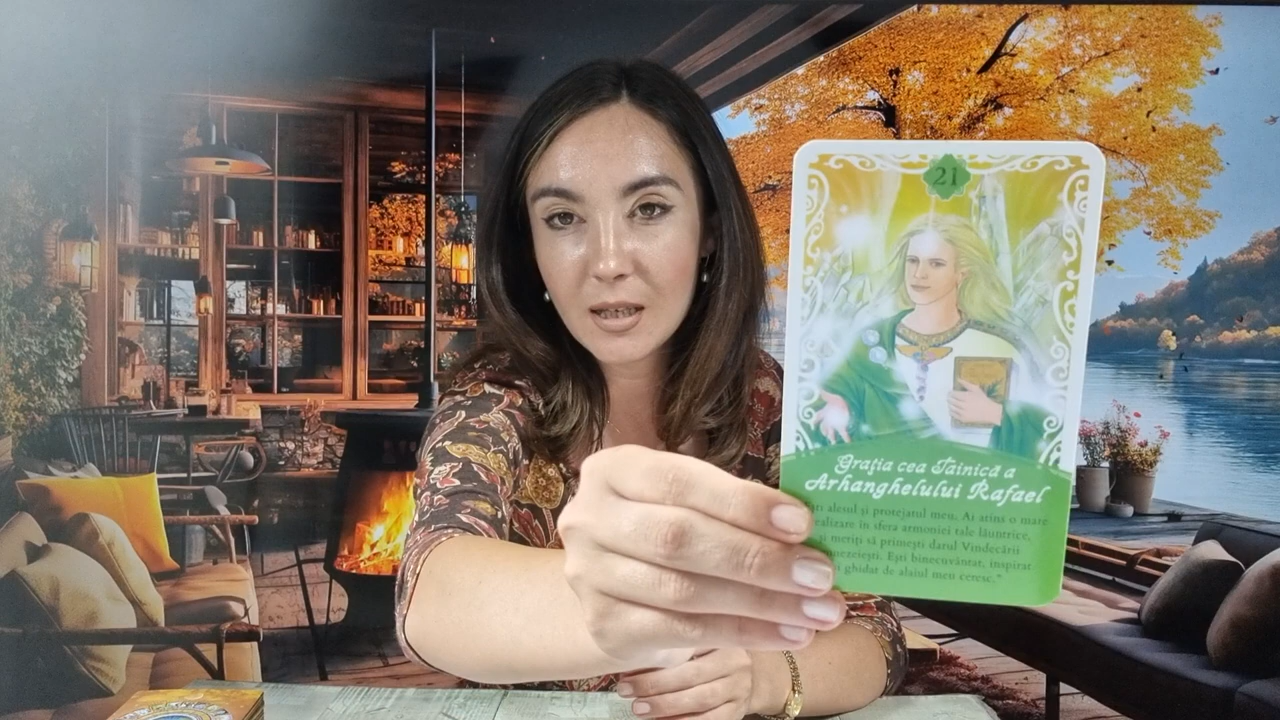 21
Grația cea Tainică a
Arhanghelului Rafael
alesul și protejatul meu. Ai atins o mare
realizare în sfera armoniei tale lăuntrice,
și meriți să primești darul Vindecării
Ești binecuvântat, inspirat
ghidat de alaiul meu ceresc."